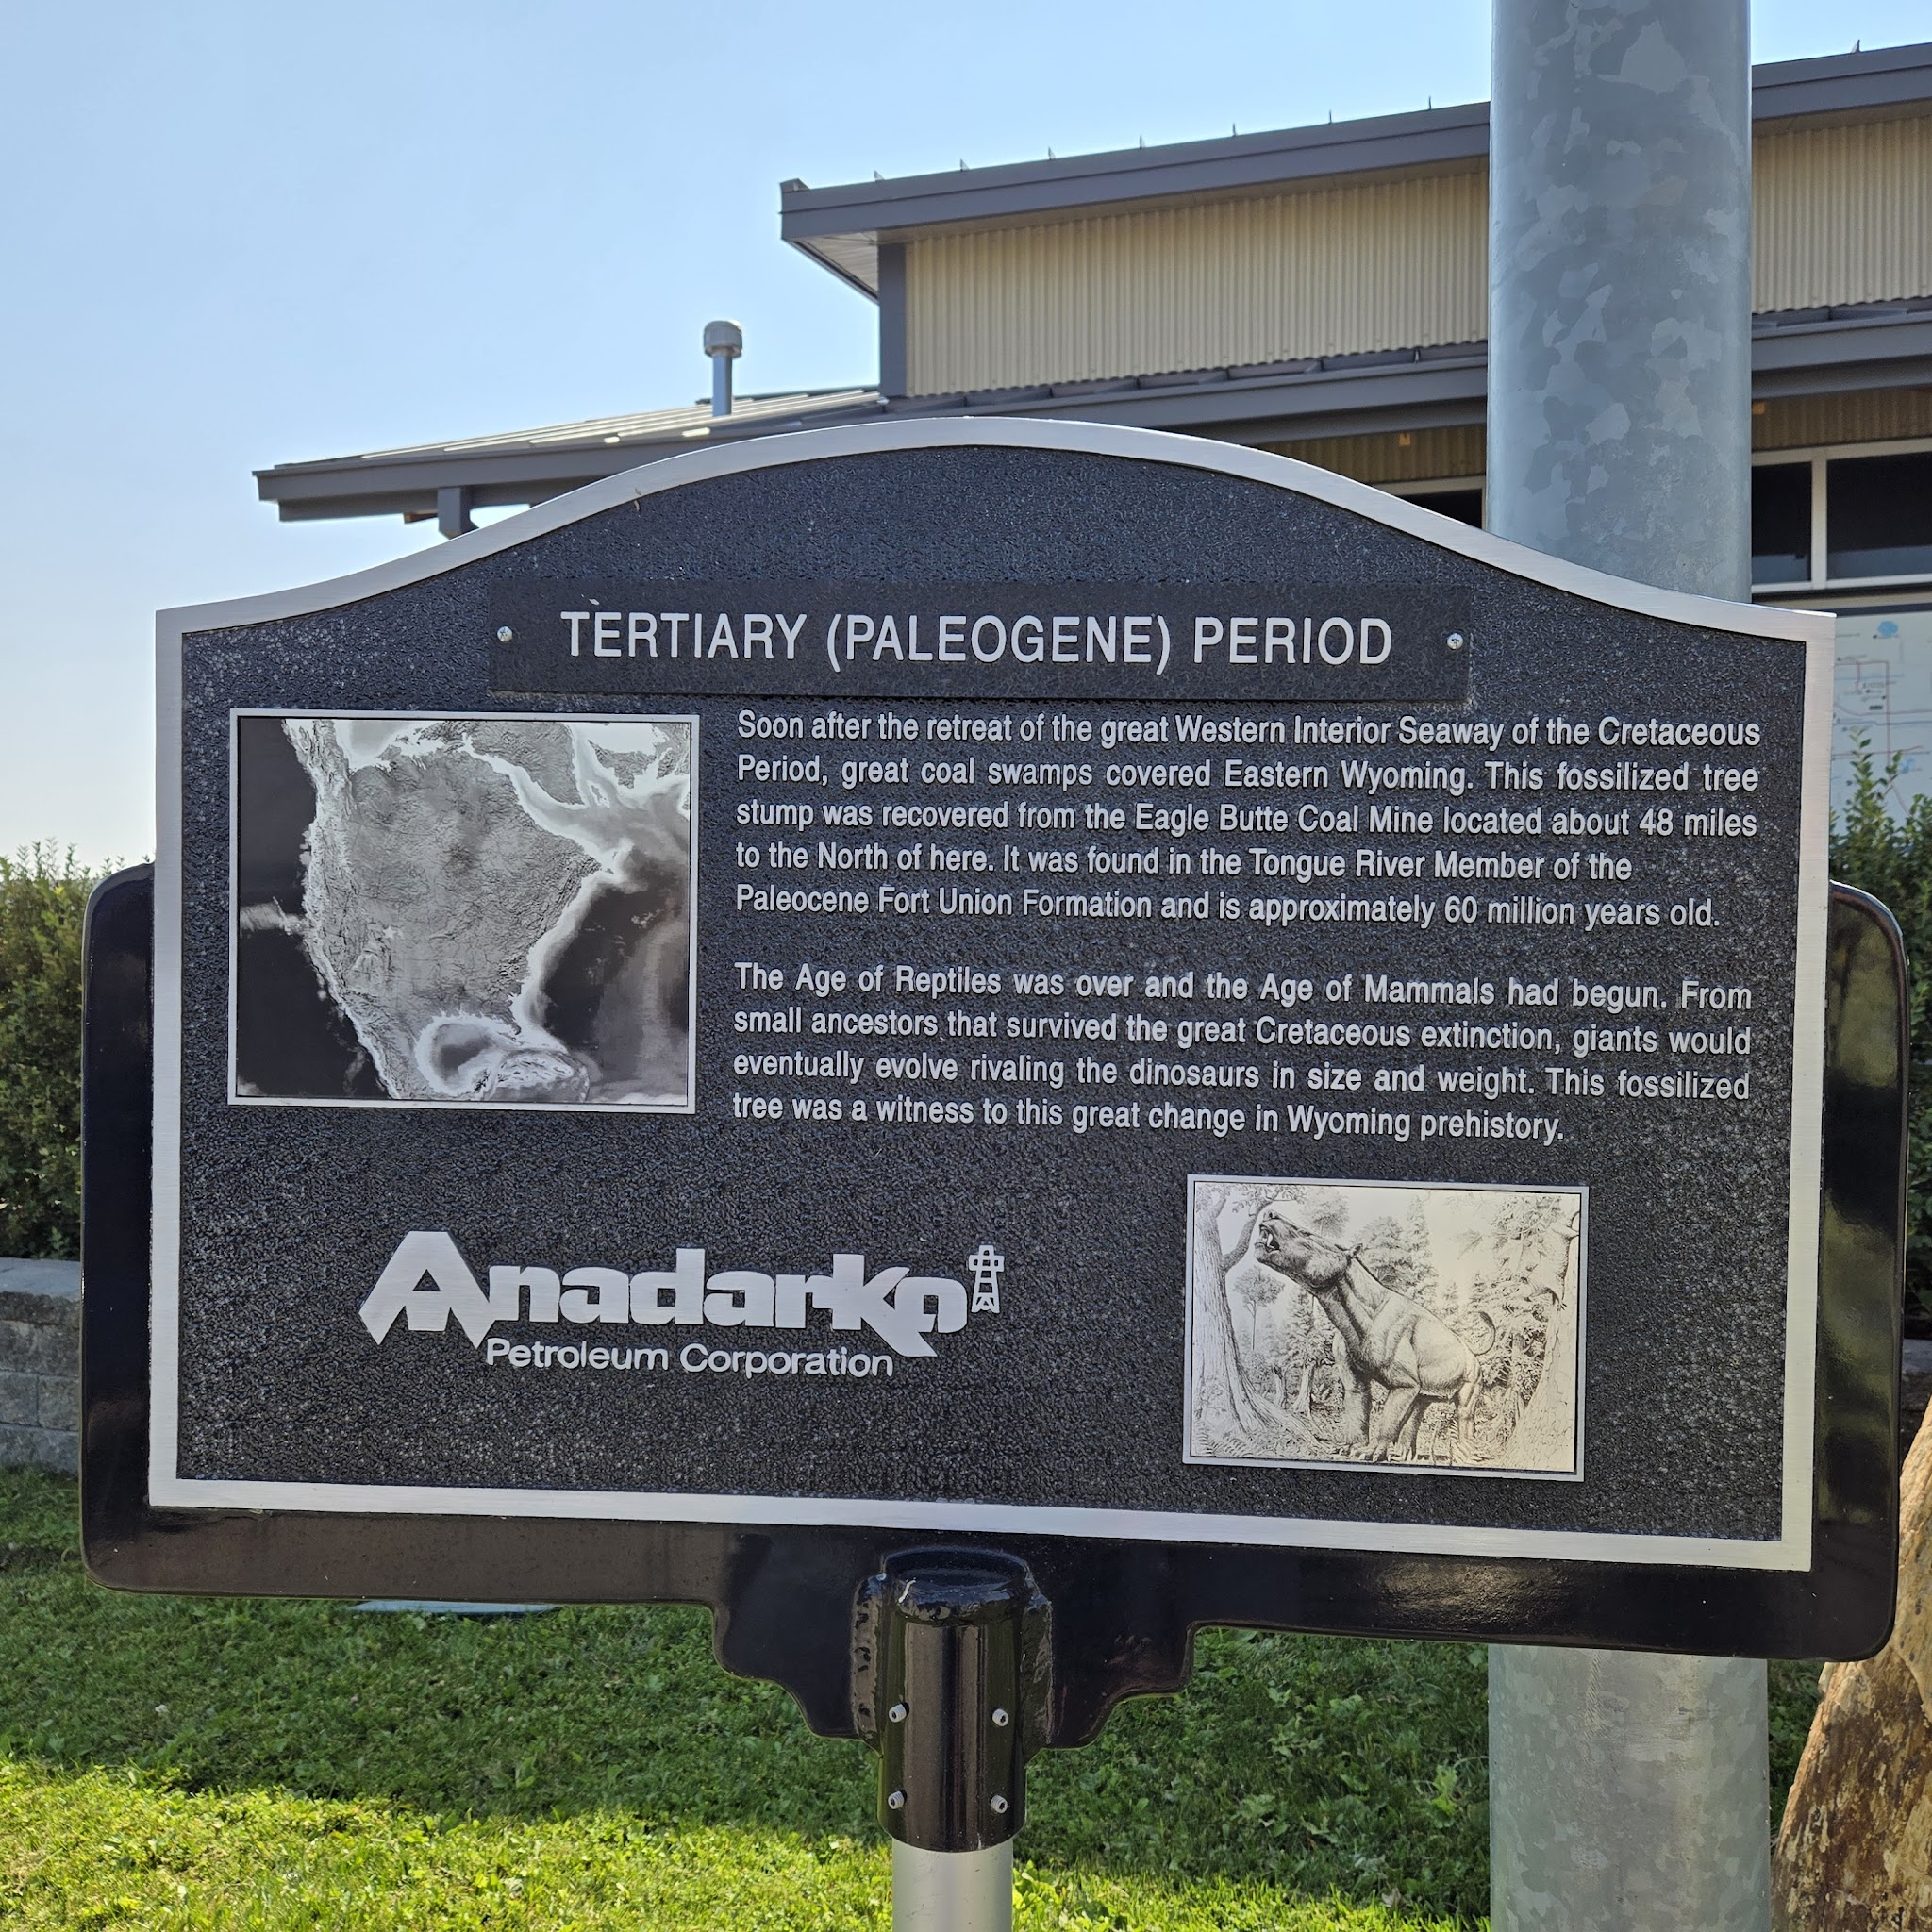 TERTIARY (PALEOGENE) PERIOD
Soon after the retreat of the great Western Interior Seaway of the Cretaceous
Period, great coal swamps covered Eastern Wyoming. This fossilized tree
stump was recovered from the Eagle Butte Coal Mine located about 48 miles
to the North of here. It was found in the Tongue River Member of the
Paleocene Fort Union Formation and is approximately 60 million years old.
The Age of Reptiles was over and the Age of Mammals had begun. From
small ancestors that survived the great Cretaceous extinction, giants would
eventually evolve rivaling the dinosaurs in size and weight. This fossilized
tree was a witness to this great change in Wyoming prehistory.
Anadarko
Petroleum Corporation